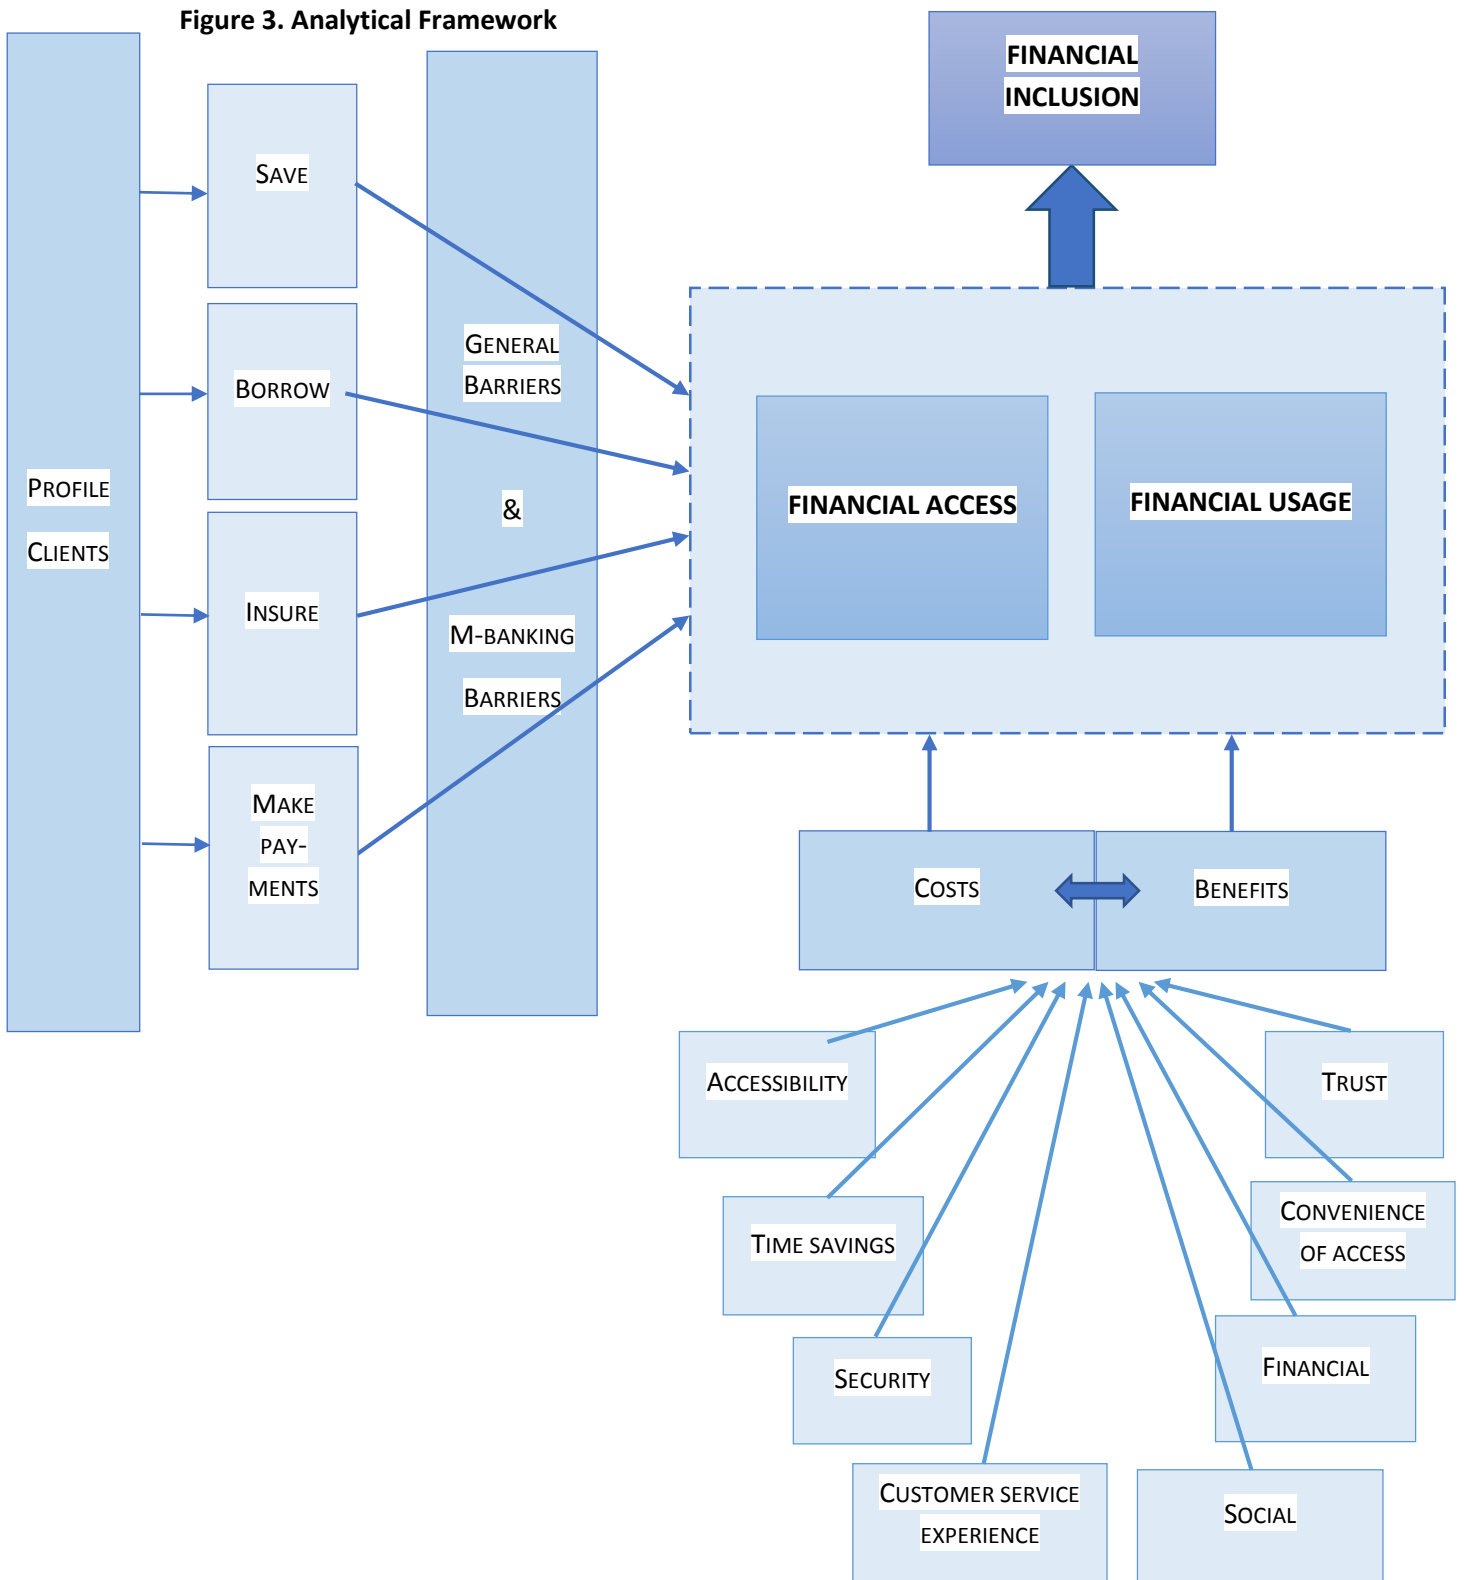 Figure 3. Analytical Framework
FINANCIAL
INCLUSION
SAVE
GENERAL
BARRIERS
BORROW
PROFILE
CLIENTS
&
FINANCIAL ACCESS
FINANCIAL USAGE
INSURE
M-BANKING
BARRIERS
MAKE
PAY-
MENTS
COSTS
BENEFITS
ACCESSIBILITY
TRUST
TIME SAVINGS
CONVENIENCE
OF ACCESS
SECURITY
FINANCIAL
CUSTOMER SERVICE
EXPERIENCE
SOCIAL